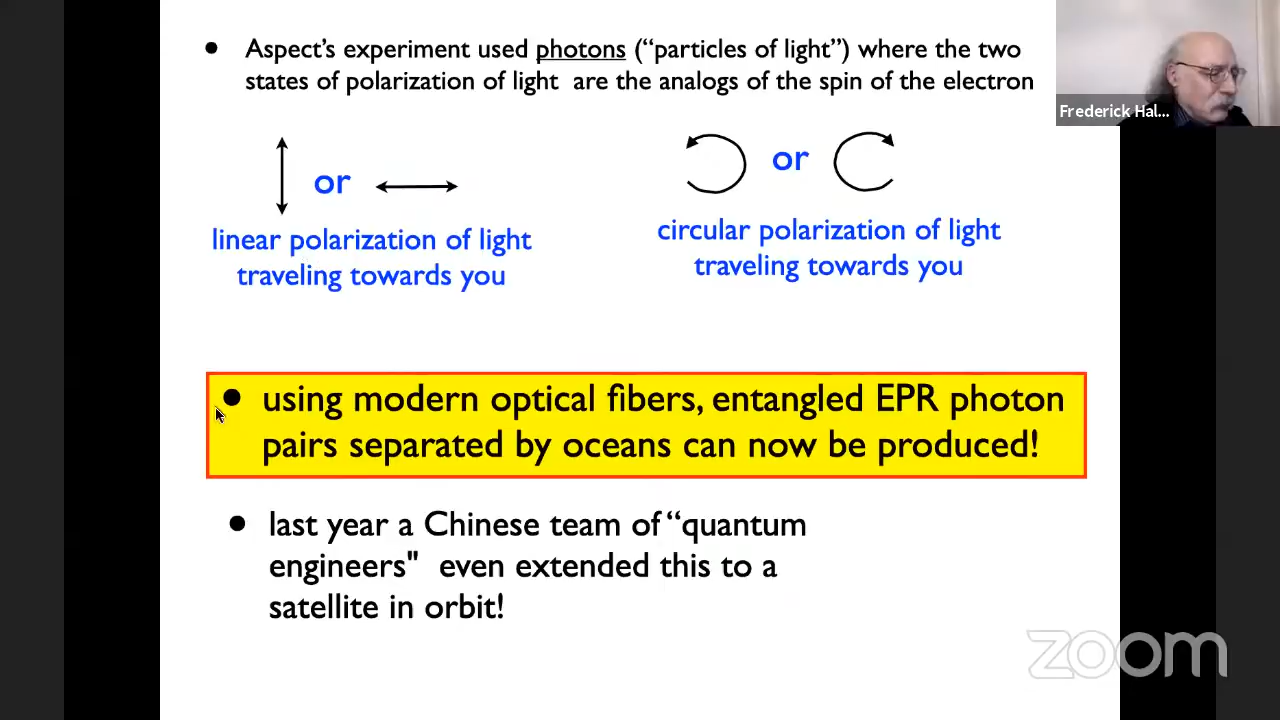 • Aspect's experiment used photons (“particles of light”) where the two
states of polarization of light are the analogs of the spin of the electron
Frederick Hal...
or
or
linear polarization of light
traveling towards you
circular polarization of light
traveling towards you
• using modern optical fibers, entangled EPR photon
pairs separated by oceans can now be produced!
• last year a Chinese team of “quantum
engineers" even extended this to a
satellite in orbit!
zoom